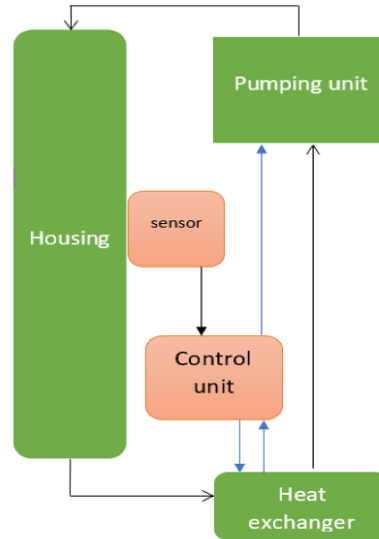 Pumping unit
Housing
sensor
Control
unit
Heat
exchanger